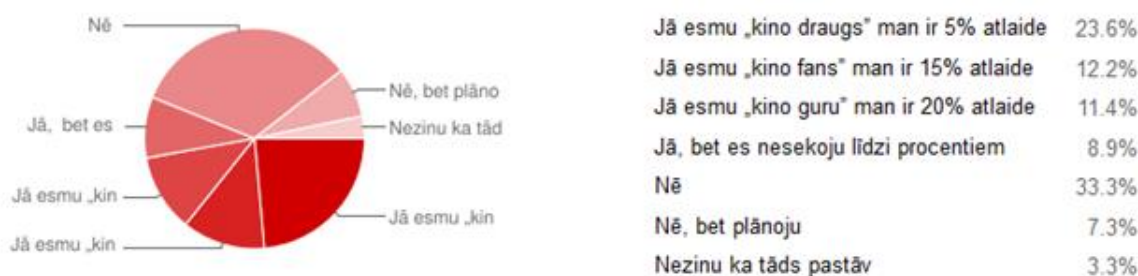 Nē
Nē, bet plāno
Nezinu ka tād
Jā, bet es
Jā esmu „kin
Jā esmu „kin
Jā esmu „kin
Jā esmu „kino draugs” man ir 5% atlaide 23.6%
Jā esmu „kino fans” man ir 15% atlaide 12.2%
Jā esmu „kino guru” man ir 20% atlaide 11.4%
Jā, bet es nesekoju līdzi procentiem 8.9%
Nē 33.3%
Nē, bet plānoju 7.3%
Nezinu ka tāds pastāv 3.3%